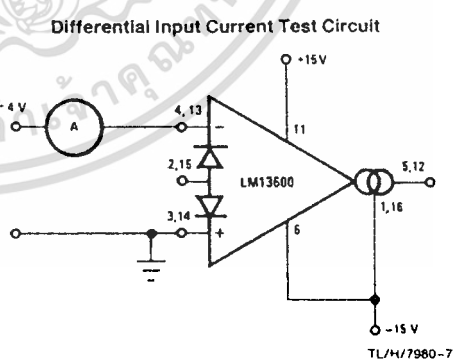 Differential Input Current Test Circuit
+15V
4V
A
4, 13
−
11
2,15
LM13600
5,12
1,16
3,14
+
6
-15 V
TL/H/7980-7